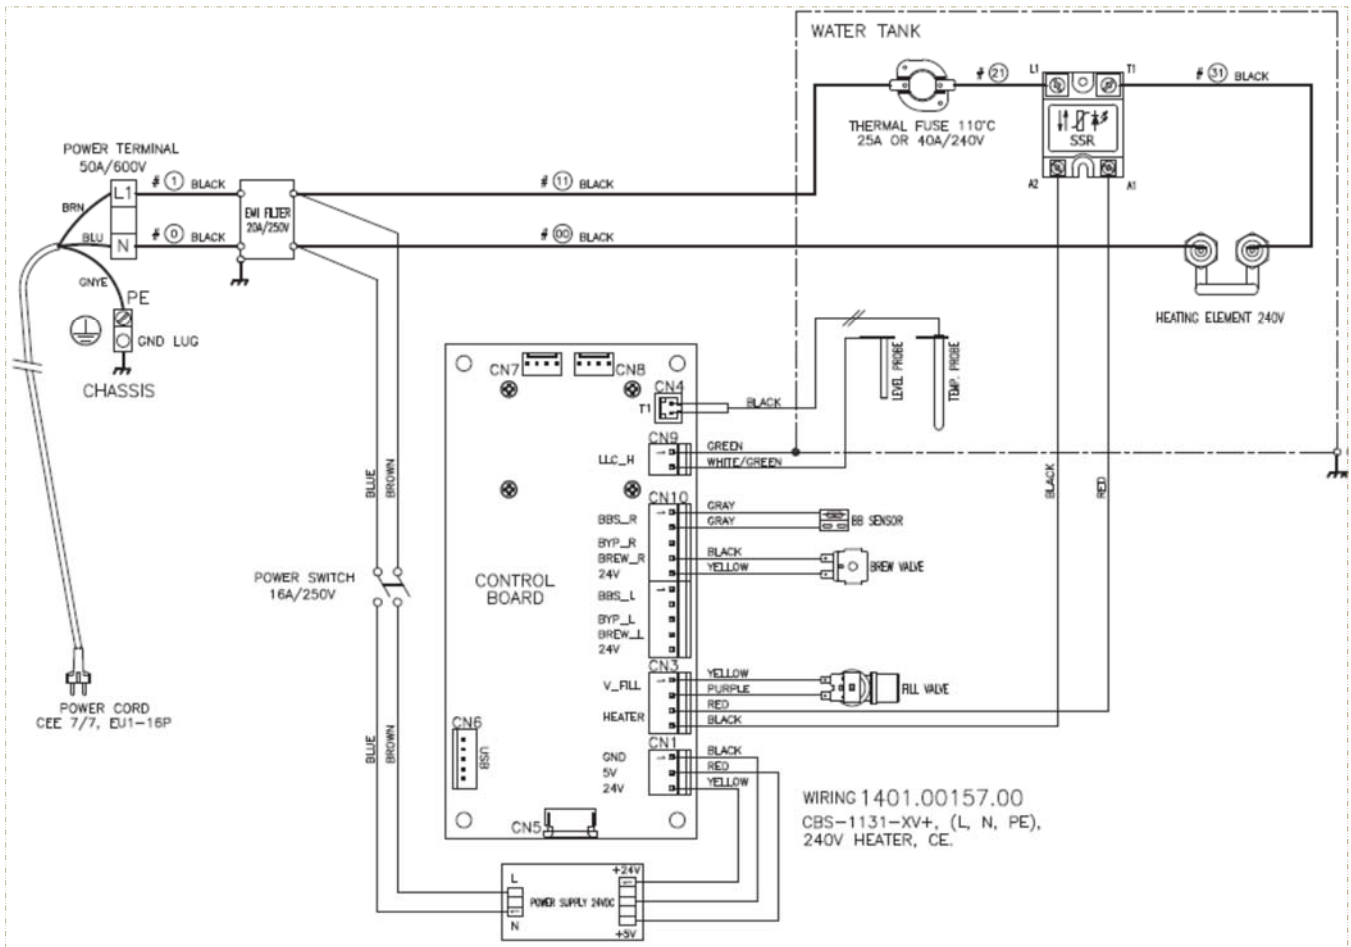 WATER TANK
L1
# 21
T1
# 31 BLACK
THERMAL FUSE 110°C
25A OR 40A/240V
SSR
A2
A1
POWER TERMINAL
50A/600V
L1
# 1 BLACK
BRN
EMI FILTER
20A/250V
# 11 BLACK
BLU
N
# 0 BLACK
# 00 BLACK
GNYE
PE
GND LUG
CHASSIS
HEATING ELEMENT 240V
CN7
CN8
CN4
T1
BLACK
LEVEL PROBE
TEMP. PROBE
CN9
GREEN
LLC_H
WHITE/GREEN
BLUE
BROWN
BLACK
RED
CN10
GRAY
BBS_R
GRAY
BB SENSOR
BYP_R
BREW_R
BLACK
24V
YELLOW
BREW VALVE
POWER SWITCH
16A/250V
CONTROL
BOARD
BBS_L
BYP_L
BREW_L
24V
CN3
YELLOW
V_FILL
PURPLE
FILL VALVE
RED
HEATER
BLACK
POWER CORD
CEE 7/7, EU1-16P
BLUE
BROWN
CN6
USB
CN1
GND
BLACK
5V
RED
24V
YELLOW
WIRING 1401.00157.00
CBS-1131-XV+, (L, N, PE),
240V HEATER, CE.
CN5
+24V
L
POWER SUPPLY 24VDC
N
+5V